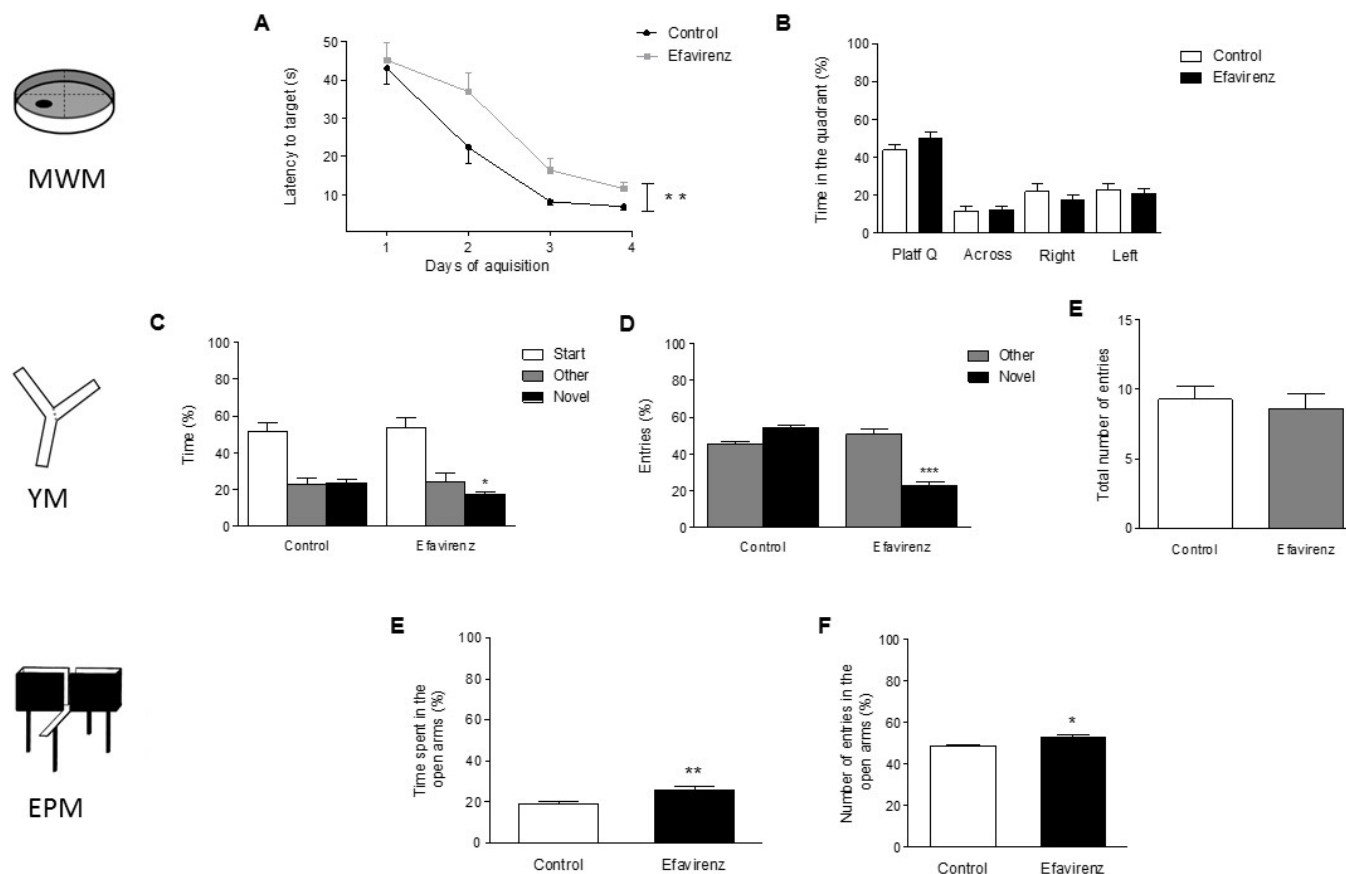 A
Control
Efavirenz
50
40
30
20
10
Latency to target (s)
* *
1 2 3 4
Days of aquisition
MWM
B
Control
Efavirenz
100
80
60
40
20
0
Time in the quadrant (%)
Platf Q Across Right Left
C
Start
Other
Novel
100
80
60
40
20
0
Time (%)
*
Control Efavirenz
YM
D
Other
Novel
100
80
60
40
20
0
Entries (%)
***
Control Efavirenz
E
15
10
5
0
Total number of entries
Control Efavirenz
E
100
80
60
40
20
0
Time spent in the
open arms (%)
**
Control Efavirenz
EPM
F
100
80
60
40
20
0
Number of entries in the
open arms (%)
*
Control Efavirenz